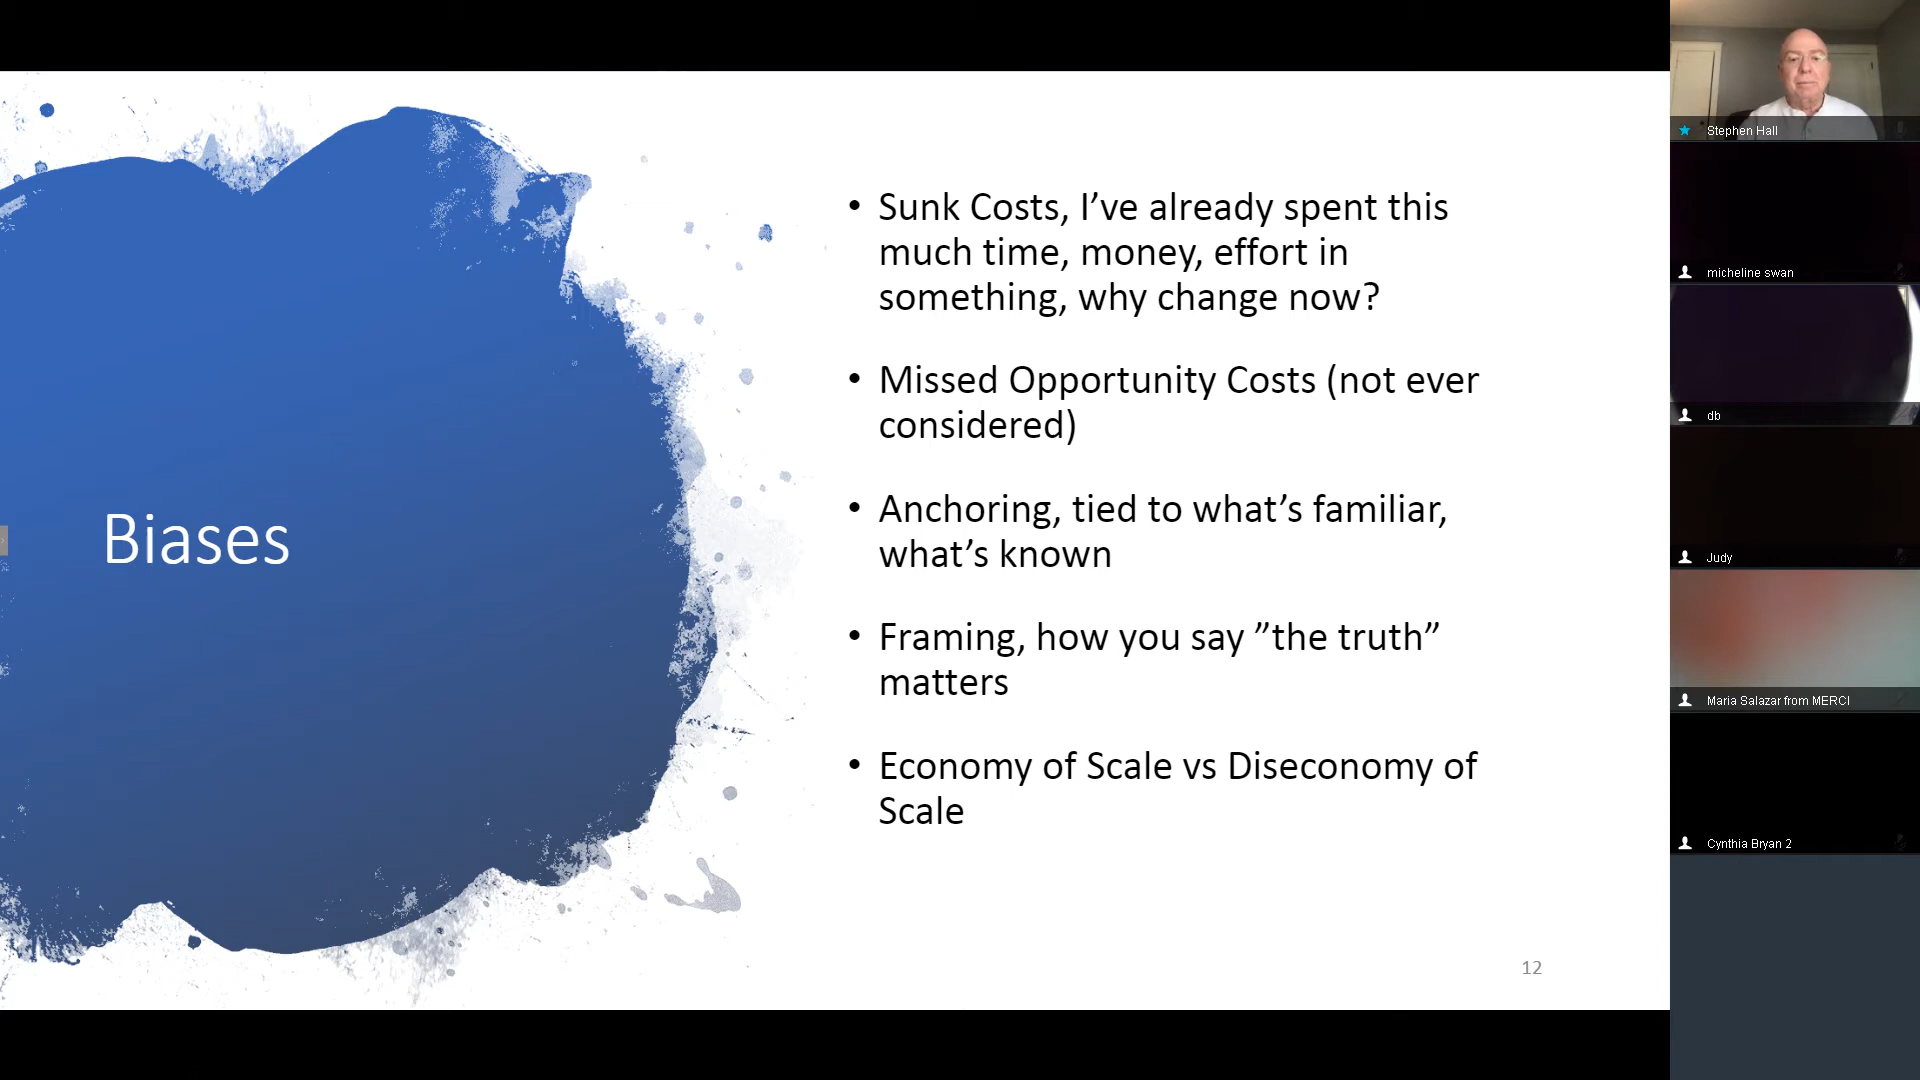 Biases
• Sunk Costs, I’ve already spent this
much time, money, effort in
something, why change now?
• Missed Opportunity Costs (not ever
considered)
• Anchoring, tied to what’s familiar,
what’s known
• Framing, how you say ”the truth”
matters
• Economy of Scale vs Diseconomy of
Scale
12
Stephen Hall
micheline swan
db
Judy
Maria Salazar from MERCI
Cynthia Bryan 2